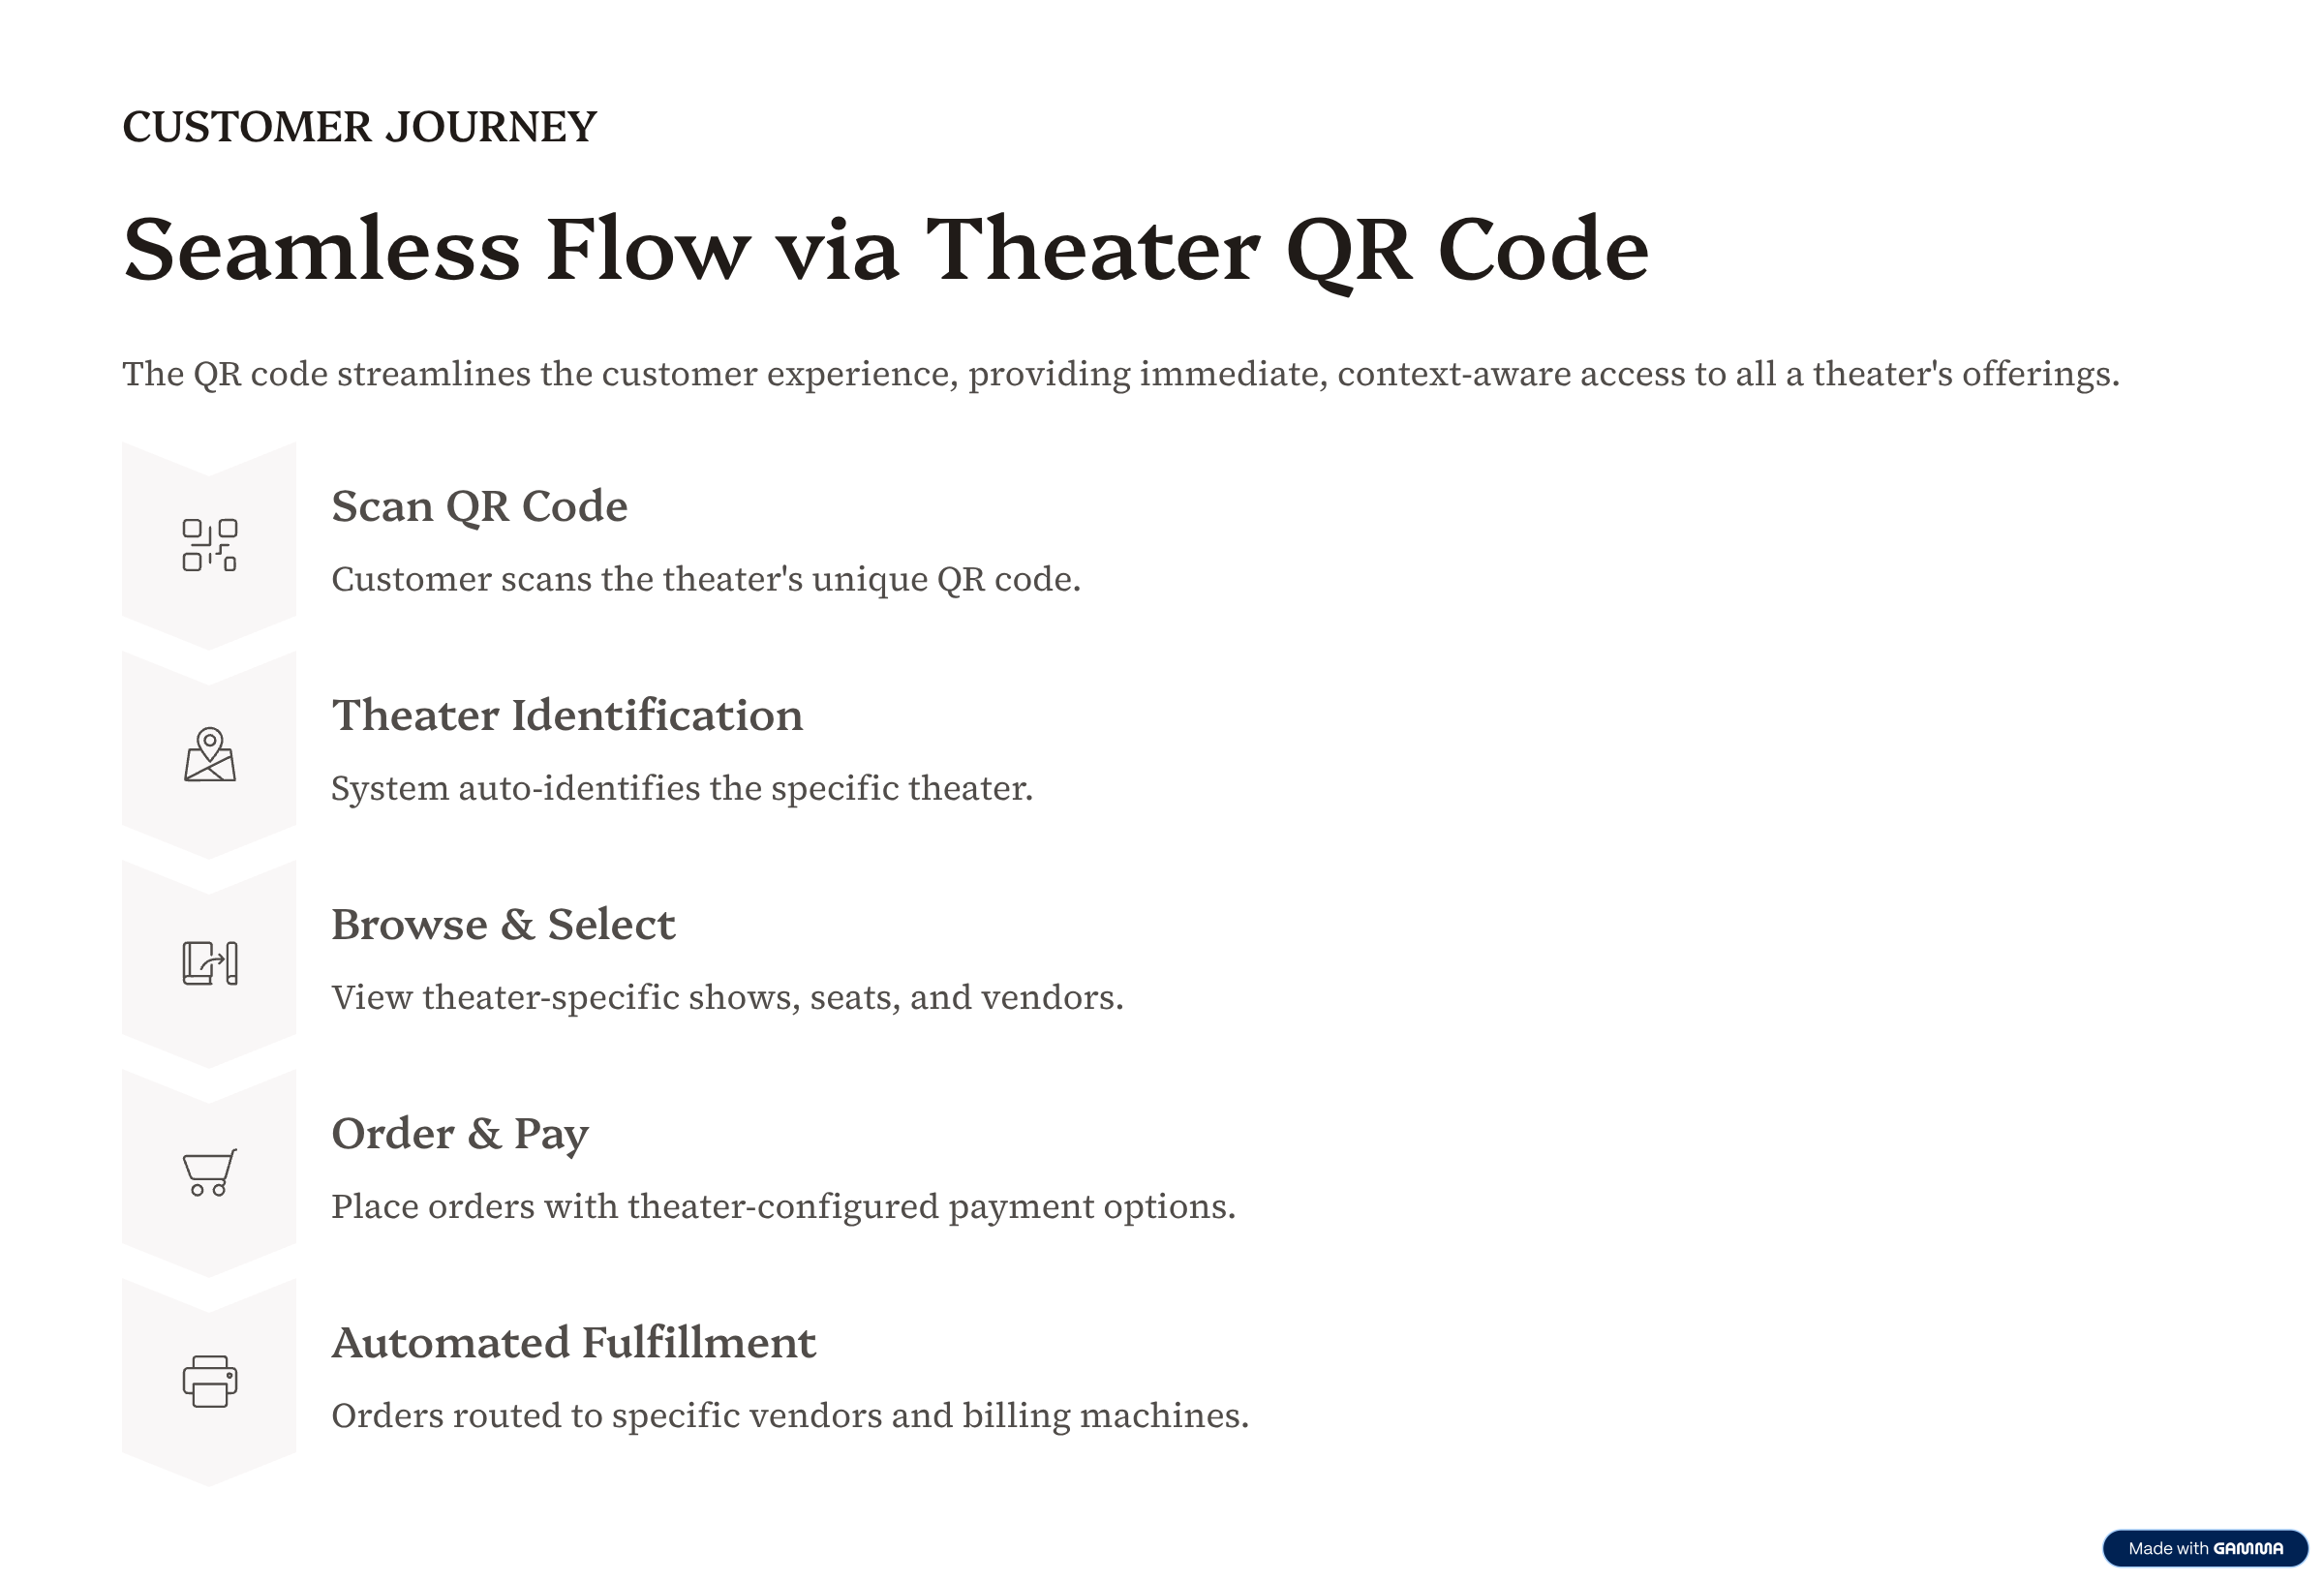 CUSTOMER JOURNEY
Seamless Flow via Theater QR Code
The QR code streamlines the customer experience, providing immediate, context-aware access to all a theater's offerings.
Scan QR Code
Customer scans the theater's unique QR code.
Theater Identification
System auto-identifies the specific theater.
Browse & Select
View theater-specific shows, seats, and vendors.
Order & Pay
Place orders with theater-configured payment options.
Automated Fulfillment
Orders routed to specific vendors and billing machines.
Made with GAMMA